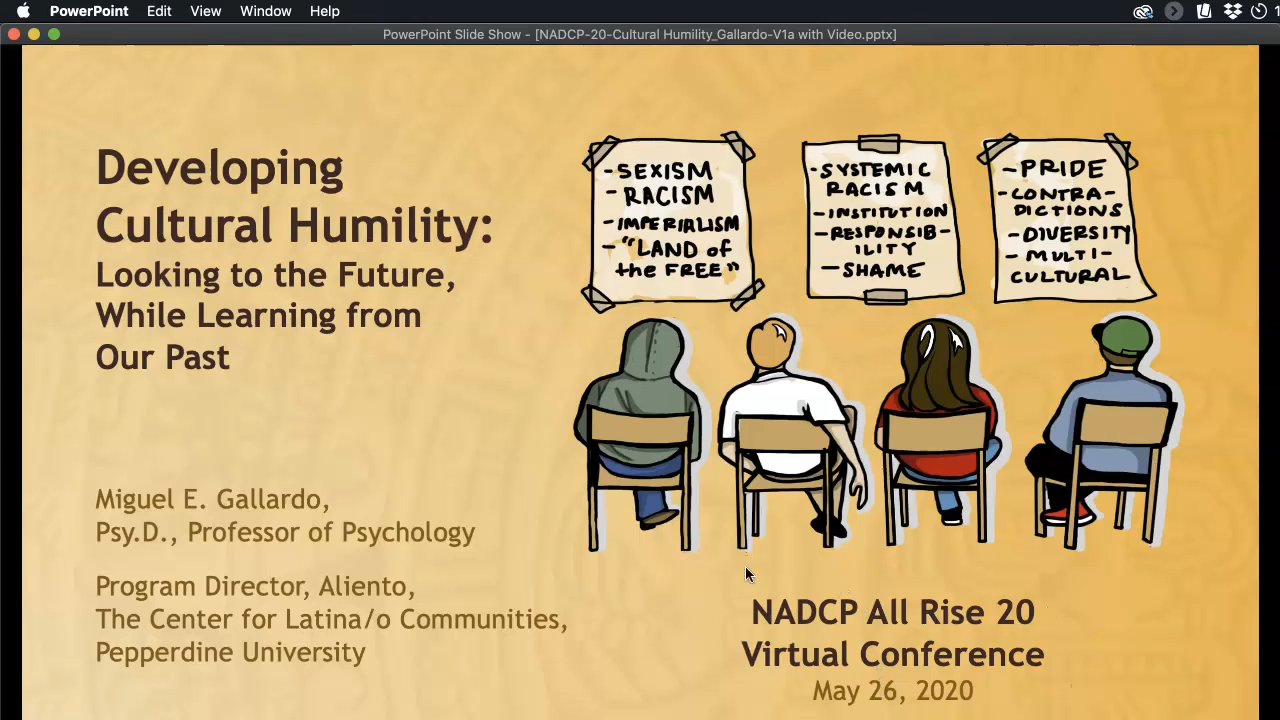 PowerPoint Edit View Window Help
PowerPoint Slide Show - [NADCP-20-Cultural Humility_Gallardo-V1a with Video.pptx]
Developing
Cultural Humility:
Looking to the Future,
While Learning from
Our Past
- SEXISM
- RACISM
- IMPERIALISM
- "LAND of
the FREE"
- SYSTEMIC
RACISM
- INSTITUTION
- RESPONSIB-
ILITY
- SHAME
- PRIDE
- CONTRA-
DICTIONS
- DIVERSITY
- MULTI-
CULTURAL
Miguel E. Gallardo,
Psy.D., Professor of Psychology
Program Director, Aliento,
The Center for Latina/o Communities,
Pepperdine University
NADCP All Rise 20
Virtual Conference
May 26, 2020